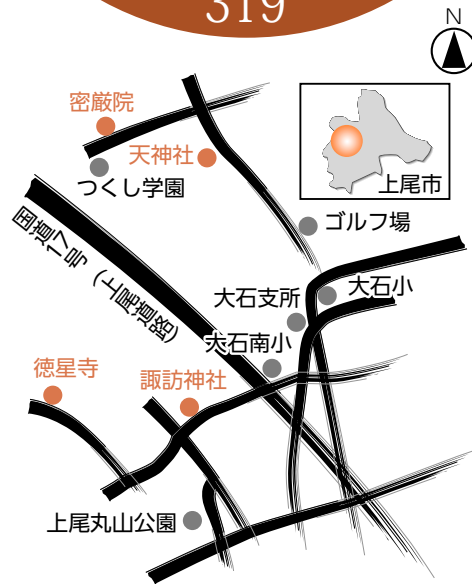 319
N
密厳院
天神社
つくし学園
上尾市
ゴルフ場
国道17号(上尾道路)
大石支所
大石小
大石南小
徳星寺
諏訪神社
上尾丸山公園